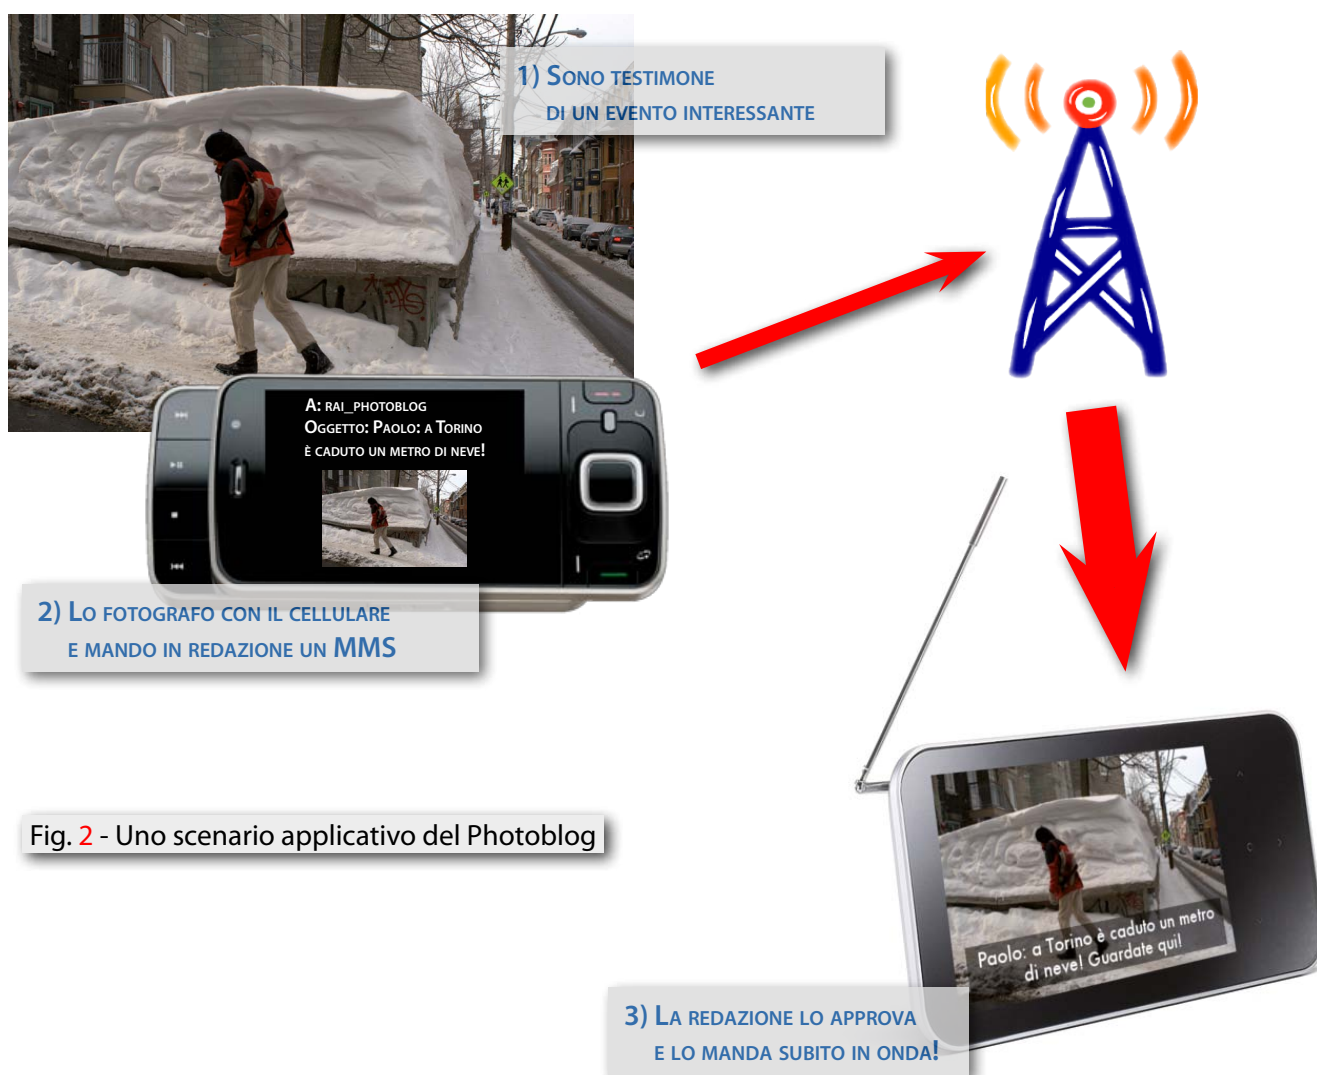 1) Sono testimone
di un evento interessante
A: rai_photoblog
Oggetto: Paolo: a Torino
è caduto un metro di neve!
2) Lo fotografo con il cellulare
e mando in redazione un MMS
Fig. 2 - Uno scenario applicativo del Photoblog
Paolo: a Torino è caduto un metro
di neve! Guardate qui!
3) La redazione lo approva
e lo manda subito in onda!